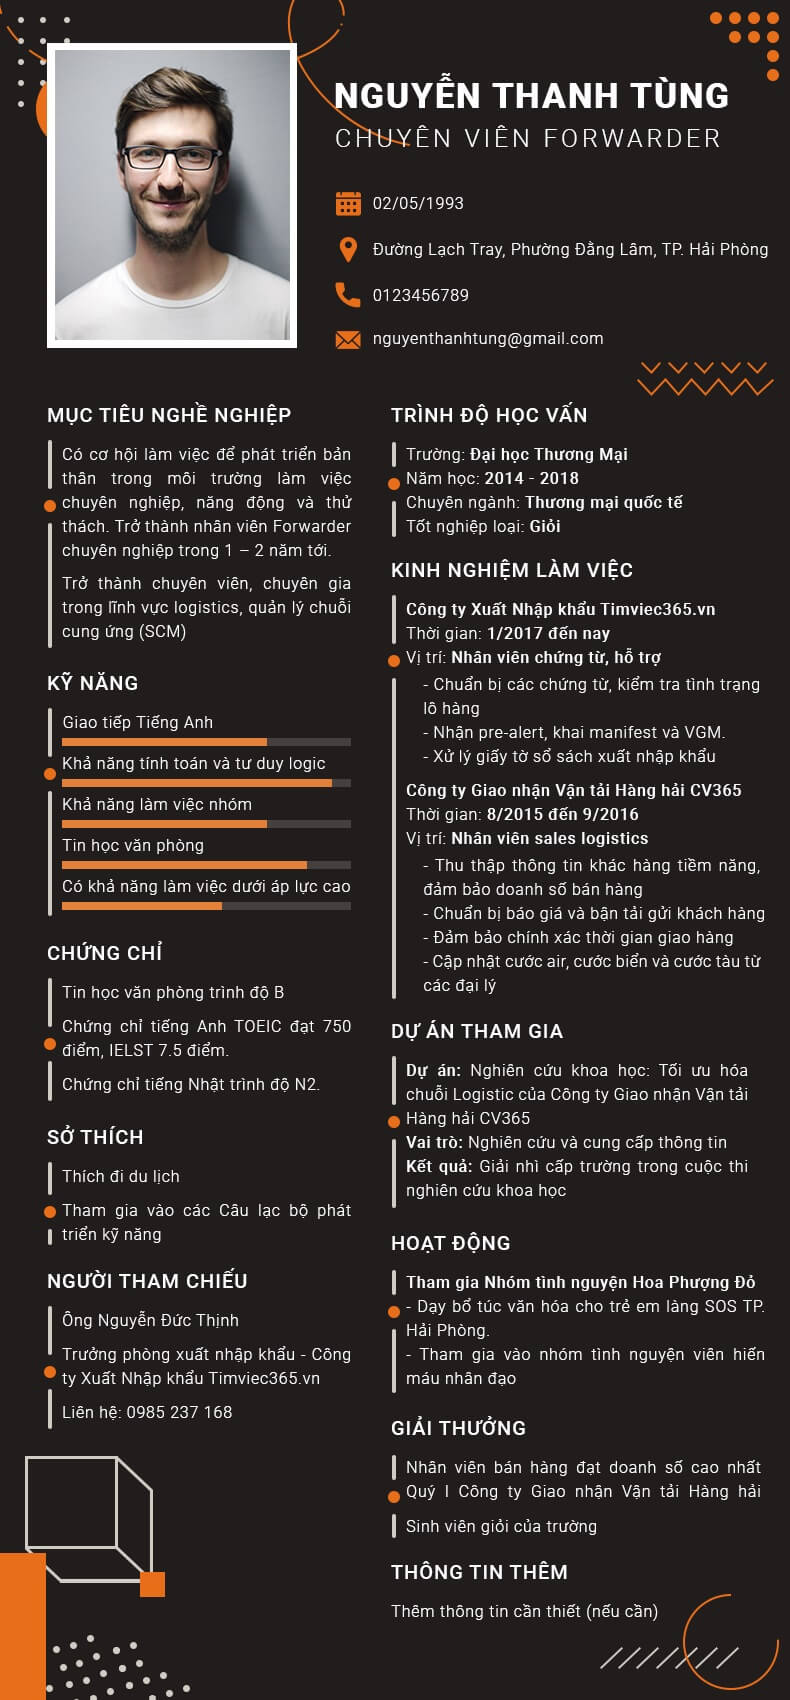 NGUYỄN THANH TÙNG
CHUYÊN VIÊN FORWARDER
02/05/1993
Đường Lạch Tray, Phường Đằng Lâm, TP. Hải Phòng
0123456789
nguyenthanhtung@gmail.com
MỤC TIÊU NGHỀ NGHIỆP
Có cơ hội làm việc để phát triển bản
thân trong môi trường làm việc
chuyên nghiệp, năng động và thử
thách. Trở thành nhân viên Forwarder
chuyên nghiệp trong 1 – 2 năm tới.
Trở thành chuyên viên, chuyên gia
trong lĩnh vực logistics, quản lý chuỗi
cung ứng (SCM)
KỸ NĂNG
Giao tiếp Tiếng Anh
Khả năng tính toán và tư duy logic
Khả năng làm việc nhóm
Tin học văn phòng
Có khả năng làm việc dưới áp lực cao
CHỨNG CHỈ
Tin học văn phòng trình độ B
Chứng chỉ tiếng Anh TOEIC đạt 750
điểm, IELST 7.5 điểm.
Chứng chỉ tiếng Nhật trình độ N2.
SỞ THÍCH
Thích đi du lịch
Tham gia vào các Câu lạc bộ phát
triển kỹ năng
NGƯỜI THAM CHIẾU
Ông Nguyễn Đức Thịnh
Trưởng phòng xuất nhập khẩu - Công
ty Xuất Nhập khẩu Timviec365.vn
Liên hệ: 0985 237 168
TRÌNH ĐỘ HỌC VẤN
Trường: Đại học Thương Mại
Năm học: 2014 - 2018
Chuyên ngành: Thương mại quốc tế
Tốt nghiệp loại: Giỏi
KINH NGHIỆM LÀM VIỆC
Công ty Xuất Nhập khẩu Timviec365.vn
Thời gian: 1/2017 đến nay
Vị trí: Nhân viên chứng từ, hỗ trợ
- Chuẩn bị các chứng từ, kiểm tra tình trạng
lô hàng
- Nhận pre-alert, khai manifest và VGM.
- Xử lý giấy tờ sổ sách xuất nhập khẩu
Công ty Giao nhận Vận tải Hàng hải CV365
Thời gian: 8/2015 đến 9/2016
Vị trí: Nhân viên sales logistics
- Thu thập thông tin khác hàng tiềm năng,
đảm bảo doanh số bán hàng
- Chuẩn bị báo giá và bận tải gửi khách hàng
- Đảm bảo chính xác thời gian giao hàng
- Cập nhật cước air, cước biển và cước tàu từ
các đại lý
DỰ ÁN THAM GIA
Dự án: Nghiên cứu khoa học: Tối ưu hóa
chuỗi Logistic của Công ty Giao nhận Vận tải
Hàng hải CV365
Vai trò: Nghiên cứu và cung cấp thông tin
Kết quả: Giải nhì cấp trường trong cuộc thi
nghiên cứu khoa học
HOẠT ĐỘNG
Tham gia Nhóm tình nguyện Hoa Phượng Đỏ
- Dạy bổ túc văn hóa cho trẻ em làng SOS TP.
Hải Phòng.
- Tham gia vào nhóm tình nguyện viên hiến
máu nhân đạo
GIẢI THƯỞNG
Nhân viên bán hàng đạt doanh số cao nhất
Quý I Công ty Giao nhận Vận tải Hàng hải
Sinh viên giỏi của trường
THÔNG TIN THÊM
Thêm thông tin cần thiết (nếu cần)